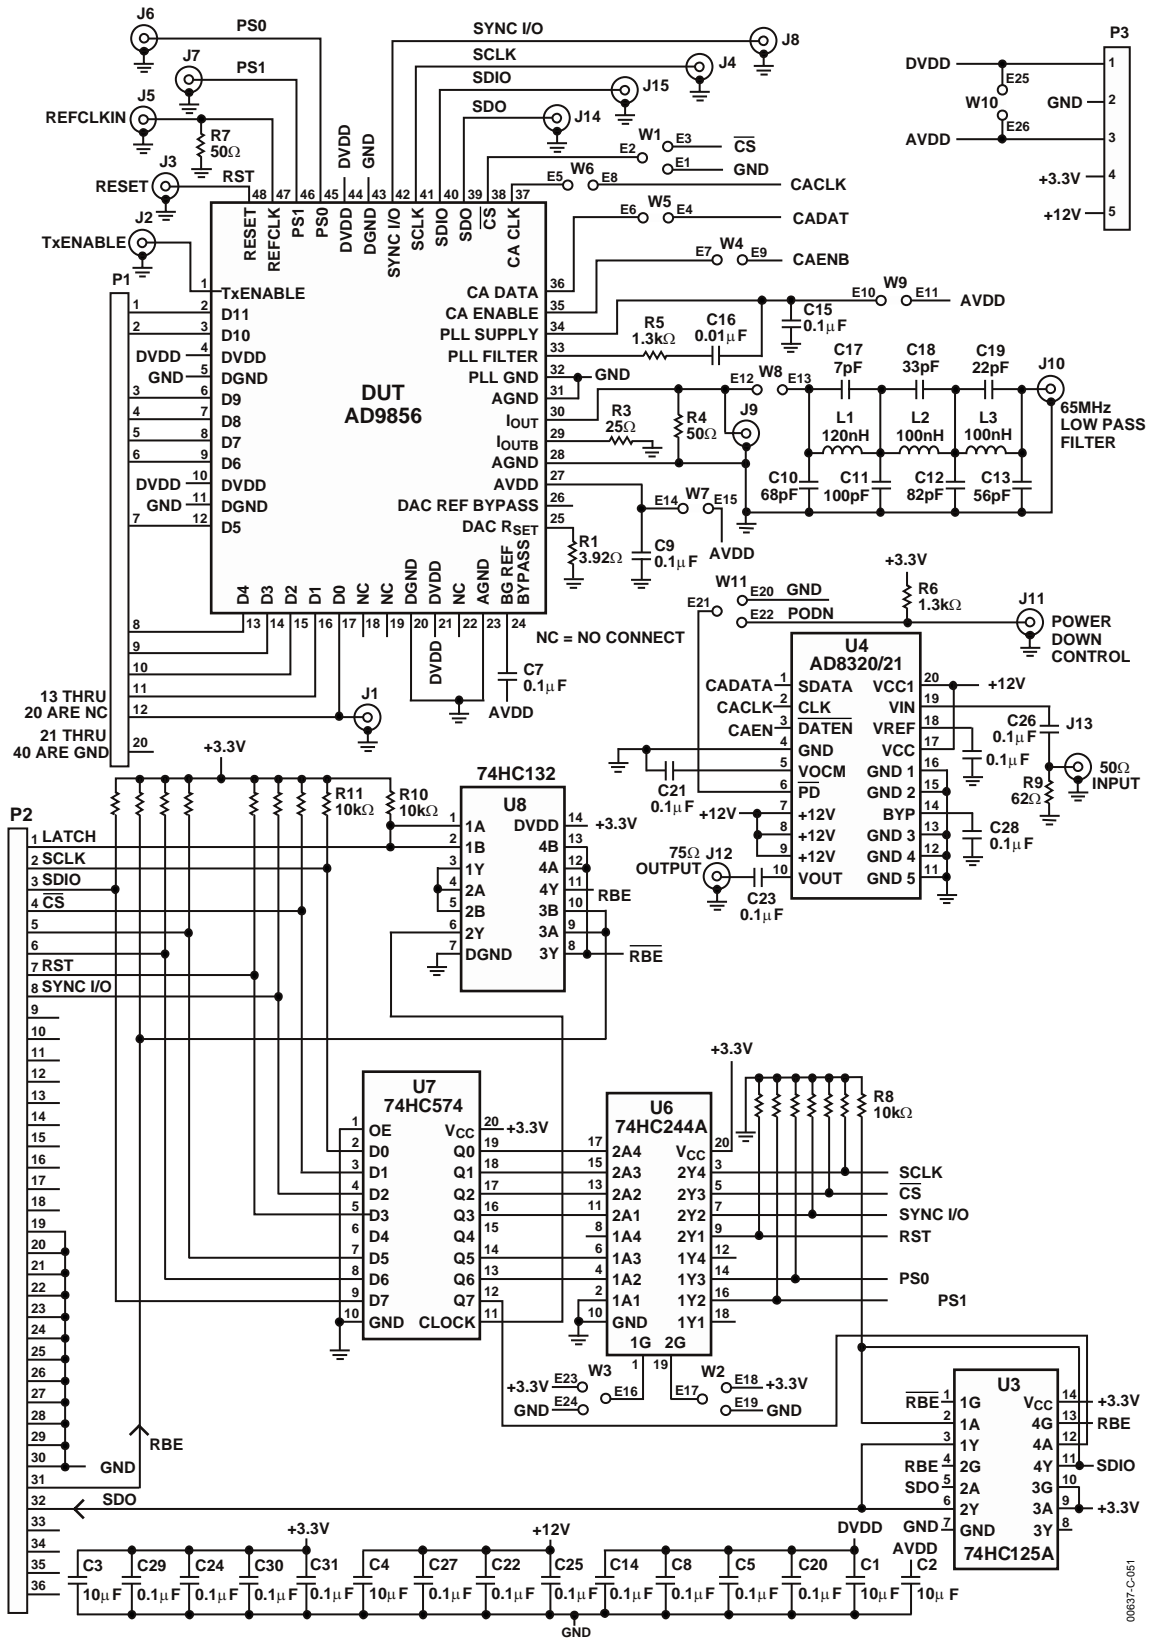 J6
PS0
SYNC I/O
J8
P3
J7
PS1
SCLK
J4
DVDD
1
E25
SDIO
J15
W10
GND
2
J5
REFCLKIN
SDO
J14
E26
AVDD
3
R7
50Ω
DVDD
GND
W1
E3
CS
E2
E1
GND
+3.3V
4
J3
RESET
RST
W6
E5
E8
CACLK
+12V
5
48 47 46 45 44 43 42 41 40 39 38 37
RESET
REFCLK
PS1
PS0
DVDD
DGND
SYNC I/O
SCLK
SDIO
SDO
CS
CA CLK
J2
TxENABLE
E6
W5
E4
CADAT
E7
W4
E9
CAENB
P1
1 TxENABLE
1 2 D11
2 3 D10
DVDD 4 DVDD
GND 5 DGND
3 6 D9
4 7 D8
5 8 D7
6 9 D6
DVDD 10 DVDD
GND 11 DGND
7 12 D5
DUT
AD9856
CA DATA 36
CA ENABLE 35
PLL SUPPLY 34
PLL FILTER 33
PLL GND 32
AGND 31
IOUT 30
IOUTB 29
AGND 28
AVDD 27
DAC REF BYPASS 26
DAC RSET 25
GND
R5
1.3kΩ
C16
0.01μF
C15
0.1μF
E10
W9
E11
AVDD
R3
25Ω
R4
50Ω
J9
E12
W8
E13
C17
7pF
C18
33pF
C19
22pF
J10
L1
120nH
L2
100nH
L3
100nH
65MHz
LOW PASS
FILTER
C10
68pF
C11
100pF
C12
82pF
C13
56pF
E14
W7
E15
AVDD
C9
0.1μF
R1
3.92Ω
D4
D3
D2
D1
D0
NC
NC
DGND
DVDD
NC
AGND
BG REF
BYPASS
13 14 15 16 17 18 19 20 21 22 23 24
8
9
10
11
12
20
13 THRU
20 ARE NC
21 THRU
40 ARE GND
J1
DVDD
C7
0.1μF
AVDD
NC = NO CONNECT
W11
E20
GND
E21
E22
PODN
+3.3V
R6
1.3kΩ
J11
POWER
DOWN
CONTROL
U4
AD8320/21
CADATA 1 SDATA
CACLK 2 CLK
CAEN 3 DATEN
4 GND
5 VOCM
6 PD
+12V 7 +12V
8 +12V
9 +12V
10 VOUT
VCC1 20
+12V
VIN 19
VREF 18
VCC 17
GND 1 16
GND 2 15
BYP 14
GND 3 13
GND 4 12
GND 5 11
C21
0.1μF
C26
0.1μF
J13
0.1μF
50Ω
INPUT
R9
62Ω
C28
0.1μF
75Ω
OUTPUT
J12
C23
0.1μF
+3.3V
R11
10kΩ
R10
10kΩ
74HC132
U8
1 1A
2 1B
3 1Y
4 2A
5 2B
6 2Y
7 DGND
DVDD 14
+3.3V
4B 13
4A 12
4Y 11
RBE
3B 10
3A 9
3Y 8
RBE
P2
1 LATCH
2 SCLK
3 SDIO
4 CS
5
6
7 RST
8 SYNC I/O
9
10
11
12
13
14
15
16
17
18
19
20
21
22
23
24
25
26
27
28
29
30
31
32
33
34
35
36
RBE
GND
SDO
U7
74HC574
1 OE
2 D0
3 D1
4 D2
5 D3
6 D4
7 D5
8 D6
9 D7
10 GND
VCC 20
+3.3V
Q0 19
Q1 18
Q2 17
Q3 16
Q4 15
Q5 14
Q6 13
Q7 12
CLOCK 11
U6
74HC244A
17 2A4
15 2A3
13 2A2
11 2A1
8 1A4
6 1A3
4 1A2
2 1A1
10 GND
1G 2G
1 19
VCC 20
+3.3V
2Y4 3
2Y3 5
2Y2 7
2Y1 9
1Y4 12
1Y3 14
1Y2 16
1Y1 18
R8
10kΩ
SCLK
CS
SYNC I/O
RST
PS0
PS1
+3.3V
E23
W3
E16
GND
E24
W2
E17
E18
+3.3V
E19
GND
U3
RBE 1 1G
2 1A
3 1Y
RBE 4 2G
SDO 5 2A
6 2Y
GND 7 GND
VCC 14 +3.3V
4G 13 RBE
4A 12
4Y 11 SDIO
3G 10
3A 9 +3.3V
3Y 8
74HC125A
+3.3V
+12V
DVDD
AVDD
C3
10μF
C29
0.1μF
C24
0.1μF
C30
0.1μF
C31
0.1μF
C4
10μF
C27
0.1μF
C22
0.1μF
C25
0.1μF
C14
0.1μF
C8
0.1μF
C5
0.1μF
C20
0.1μF
C1
10μF
C2
10μF
GND
00637-C-051